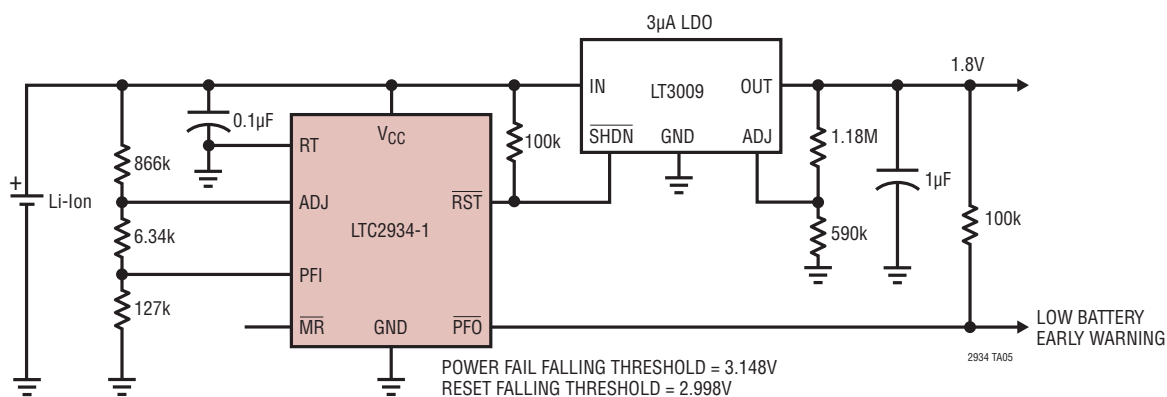 3µA LDO
1.8V
IN
LT3009
OUT
SHDN
GND
ADJ
0.1µF
VCC
RT
100k
1.18M
866k
1µF
+
Li-Ion
ADJ
RST
LTC2934-1
590k
100k
6.34k
PFI
127k
MR
GND
PFO
LOW BATTERY
EARLY WARNING
2934 TA05
POWER FAIL FALLING THRESHOLD = 3.148V
RESET FALLING THRESHOLD = 2.998V